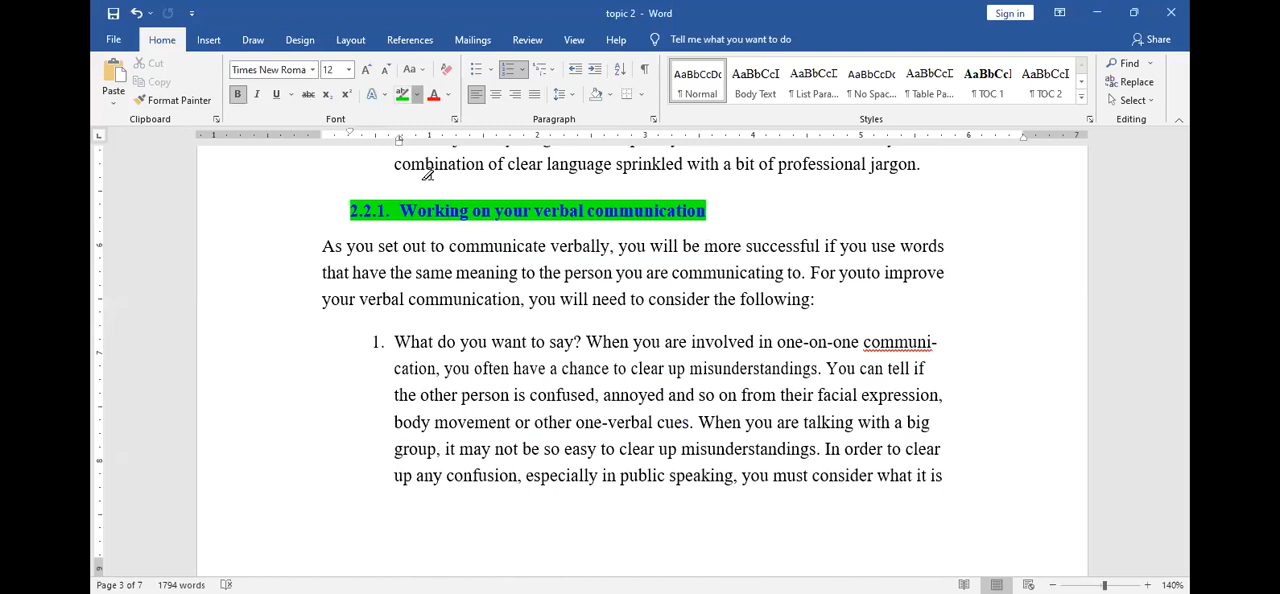 topic 2 - Word
Sign in
File Home Insert Draw Design Layout References Mailings Review View Help Tell me what you want to do Share
Paste
Cut
Copy
Format Painter
Clipboard
Times New Roma 12
Font
Paragraph
AaBbCcDc AaBbCcI AaBbCcI AaBbCcDc AaBbCcI AaBbCcI AaBbCcI
¶ Normal Body Text ¶ List Para... ¶ No Spac... ¶ Table Pa... ¶ TOC 1 ¶ TOC 2
Styles
Find
Replace
Select
Editing
1 1 2 3 4 5 6 7
combination of clear language sprinkled with a bit of professional jargon.
2.2.1. Working on your verbal communication
As you set out to communicate verbally, you will be more successful if you use words
that have the same meaning to the person you are communicating to. For youto improve
your verbal communication, you will need to consider the following:
1. What do you want to say? When you are involved in one-on-one communi-
cation, you often have a chance to clear up misunderstandings. You can tell if
the other person is confused, annoyed and so on from their facial expression,
body movement or other one-verbal cues. When you are talking with a big
group, it may not be so easy to clear up misunderstandings. In order to clear
up any confusion, especially in public speaking, you must consider what it is
Page 3 of 7 1794 words 140%